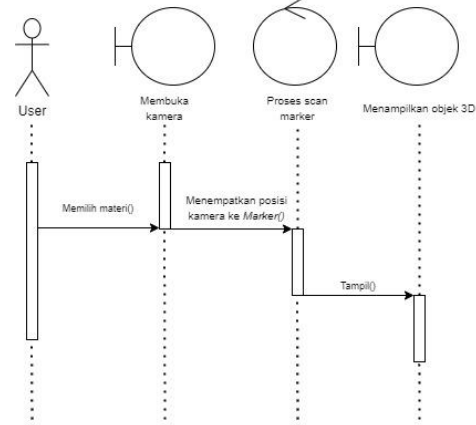 User
Membuka
kamera
Proses scan
marker
Menampilkan objek 3D
Memilih materi()
Menempatkan posisi
kamera ke Marker()
Tampil()